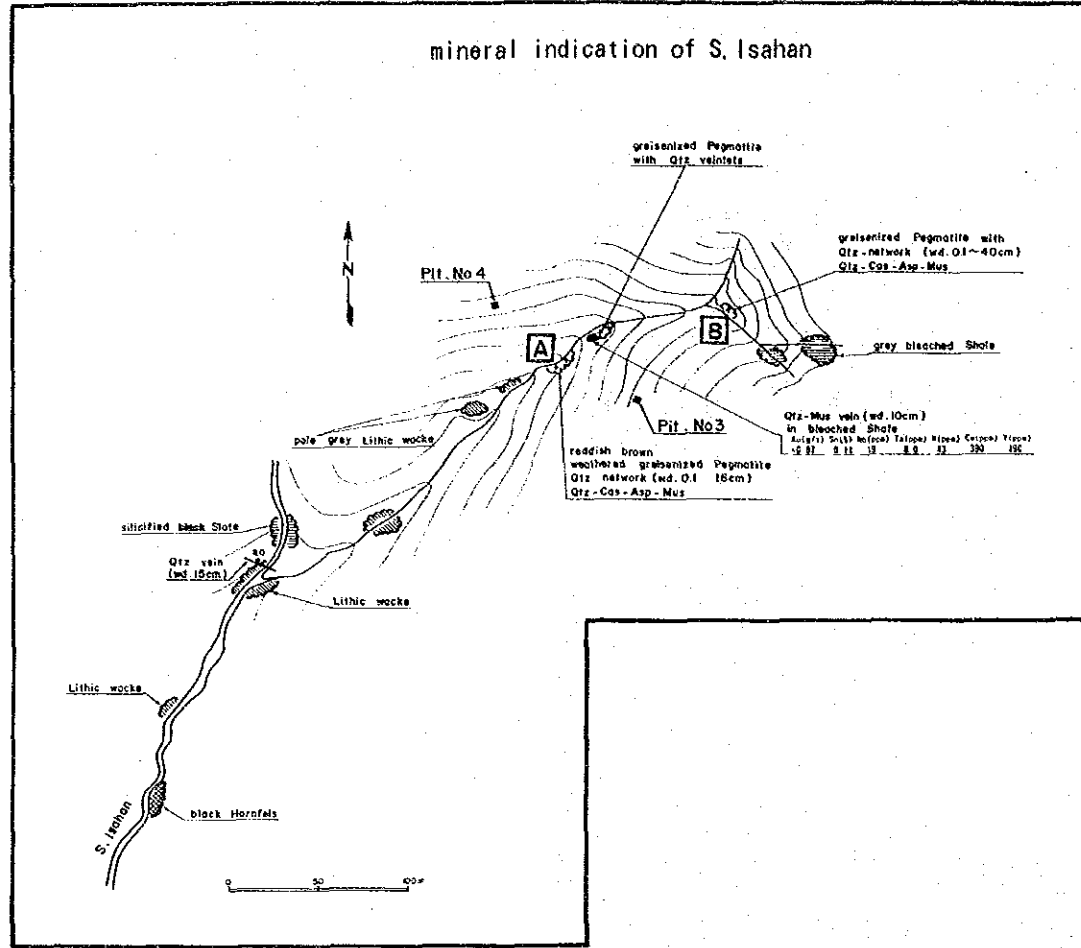 mineral indication of S. Isahan
greisenized Pegmatite
with Qtz veinlets
greisenized Pegmatite with
Qtz-network (wd. 0.1~40cm)
Qtz-Cas-Asp-Mus
N
Pit. No 4
A
B
grey bleached Shale
Pit. No 3
Qtz-Mus vein (wd. 10cm)
in bleached Shale
pale grey Lithic wacke
reddish brown
weathered greisenized Pegmatite
Qtz network (wd. 0.1 16cm)
Qtz-Cas-Asp-Mus
silisified black Slate
Qtz vein
(wd. 15cm)
Lithic wacke
Lithic wacke
black Hornfels
S. Isahan
0 50 100m